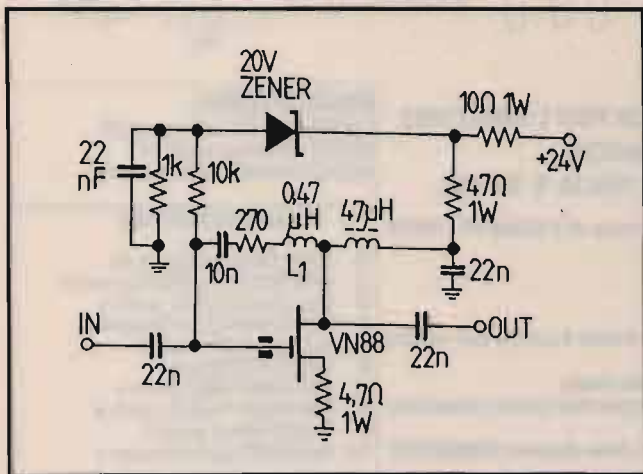 20V
ZENER
10Ω 1W
+24V
22
nF
1k
10k
47Ω
1W
0,47
μH
47μH
270
10n
L1
22n
IN
22n
VN88
22n
OUT
4,7Ω
1W